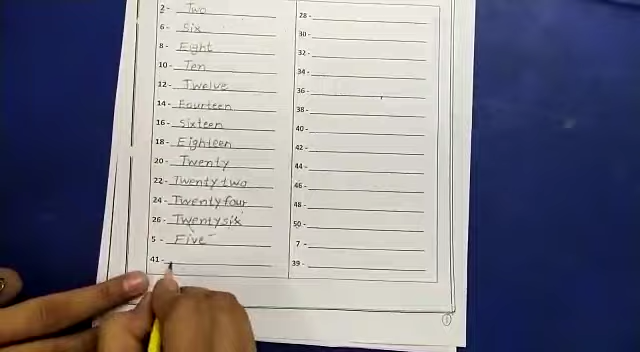 2 - Two
6 - Six
8 - Eight
10 - Ten
12 - Twelve
14 - Fourteen
16 - Sixteen
18 - Eighteen
20 - Twenty
22 - Twenty two
24 - Twenty four
26 - Twenty six
5 - Five
41 -
28 -
30 -
32 -
34 -
36 -
38 -
40 -
42 -
44 -
46 -
48 -
50 -
7 -
39 -
1